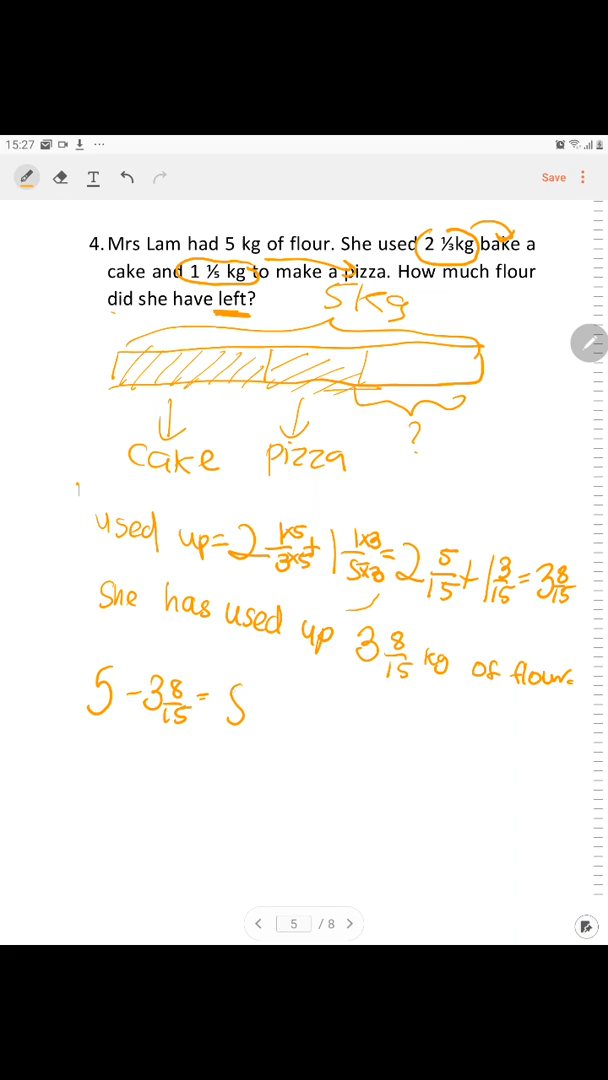 15:27 ...
T Save
4. Mrs Lam had 5 kg of flour. She used 2 ⅓kg bake a
cake and 1 ⅕ kg to make a pizza. How much flour
did she have left?
5kg
cake pizza ?
used up = 2 1×5/3×5 + 1 1×3/5×3 = 2 5/15 + 1 3/15 = 3 8/15
She has used up 3 8/15 kg of flour.
5 - 3 8/15 = 5
5 / 8